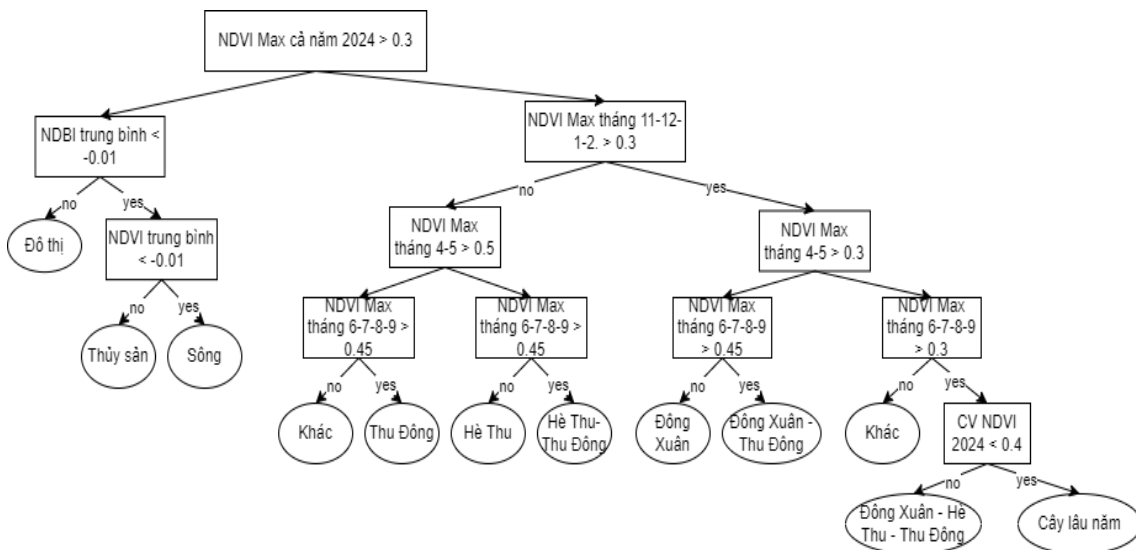 NDVI Max cả năm 2024 > 0.3
NDBI trung bình <
-0.01
NDVI Max tháng 11-12-
1-2. > 0.3
no
yes
no
yes
Đô thị
NDVI trung bình
< -0.01
NDVI Max
tháng 4-5 > 0.5
NDVI Max
tháng 4-5 > 0.3
no
yes
Thủy sản
Sông
NDVI Max
tháng 6-7-8-9 >
0.45
NDVI Max
tháng 6-7-8-9 >
0.45
NDVI Max
tháng 6-7-8-9
> 0.45
NDVI Max
tháng 6-7-8-9
> 0.3
no
yes
no
yes
no
yes
no
yes
Khác
Thu Đông
Hè Thu
Hè Thu-
Thu Đông
Đông
Xuân
Đông Xuân -
Thu Đông
Khác
CV NDVI
2024 < 0.4
no
yes
Đông Xuân - Hè
Thu - Thu Đông
Cây lâu năm